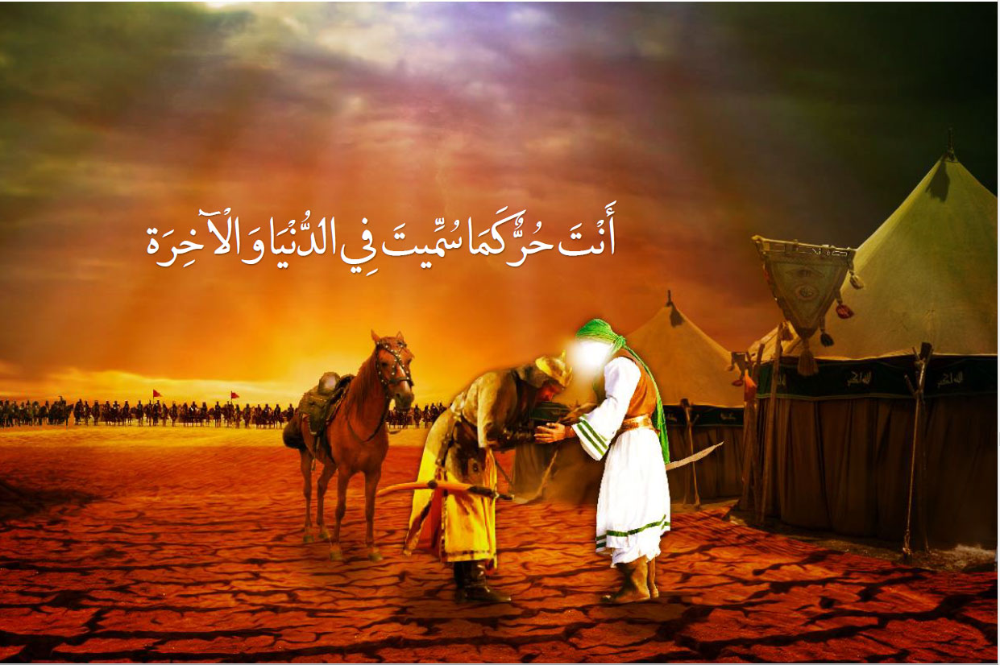 أَنْتَ حُرٌّ كَمَا سُمِّيتَ فِي الدُّنْيَا وَ الْآخِرَة